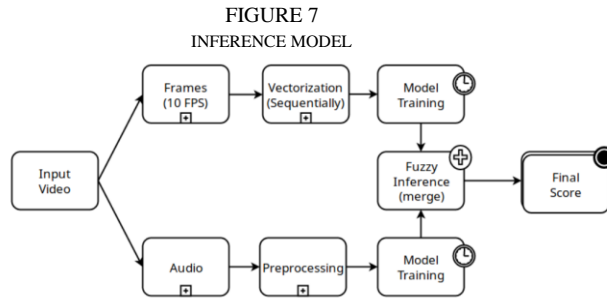 FIGURE 7
INFERENCE MODEL
Frames
(10 FPS)
Vectorization
(Sequentially)
Model
Training
Input
Video
Fuzzy
Inference
(merge)
Final
Score
Audio
Preprocessing
Model
Training